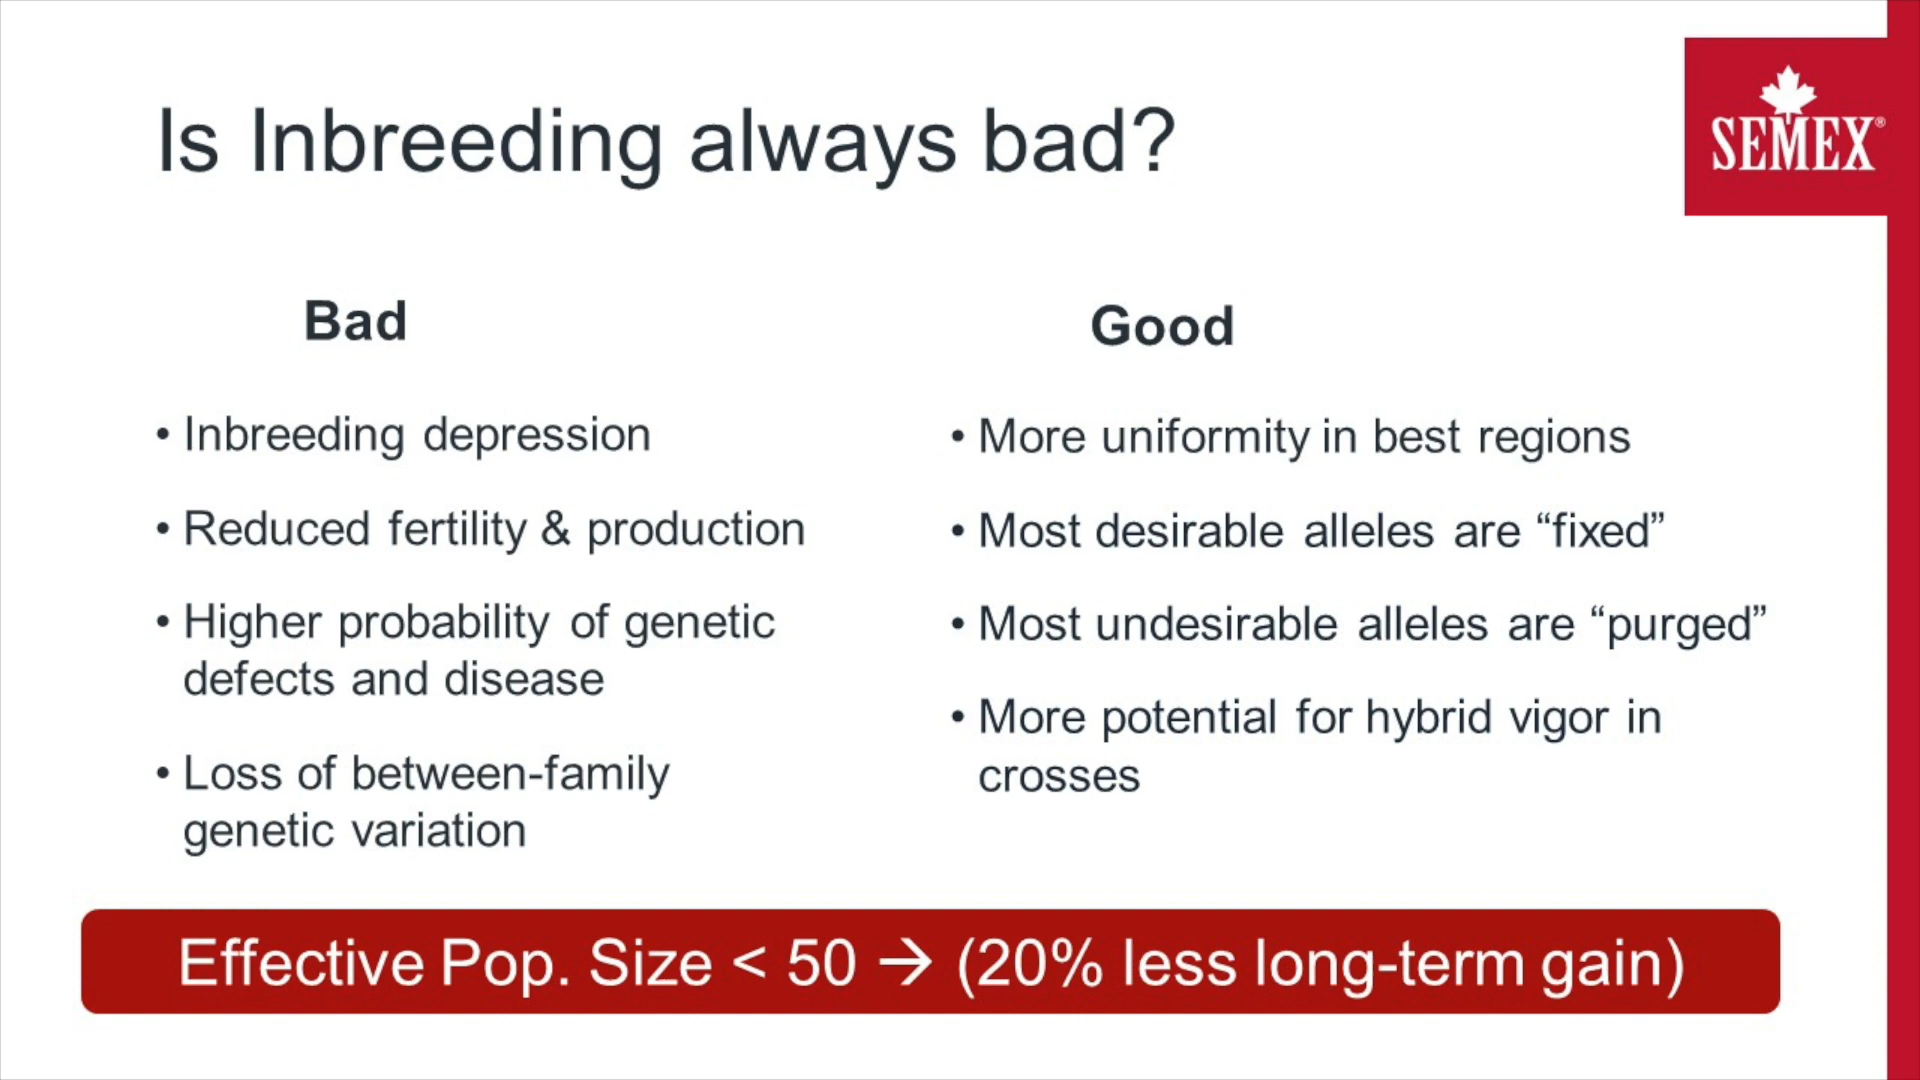 Is Inbreeding always bad?
SEMEX®
Bad
• Inbreeding depression
• Reduced fertility & production
• Higher probability of genetic
defects and disease
• Loss of between-family
genetic variation
Good
• More uniformity in best regions
• Most desirable alleles are “fixed”
• Most undesirable alleles are “purged”
• More potential for hybrid vigor in
crosses
Effective Pop. Size < 50 → (20% less long-term gain)